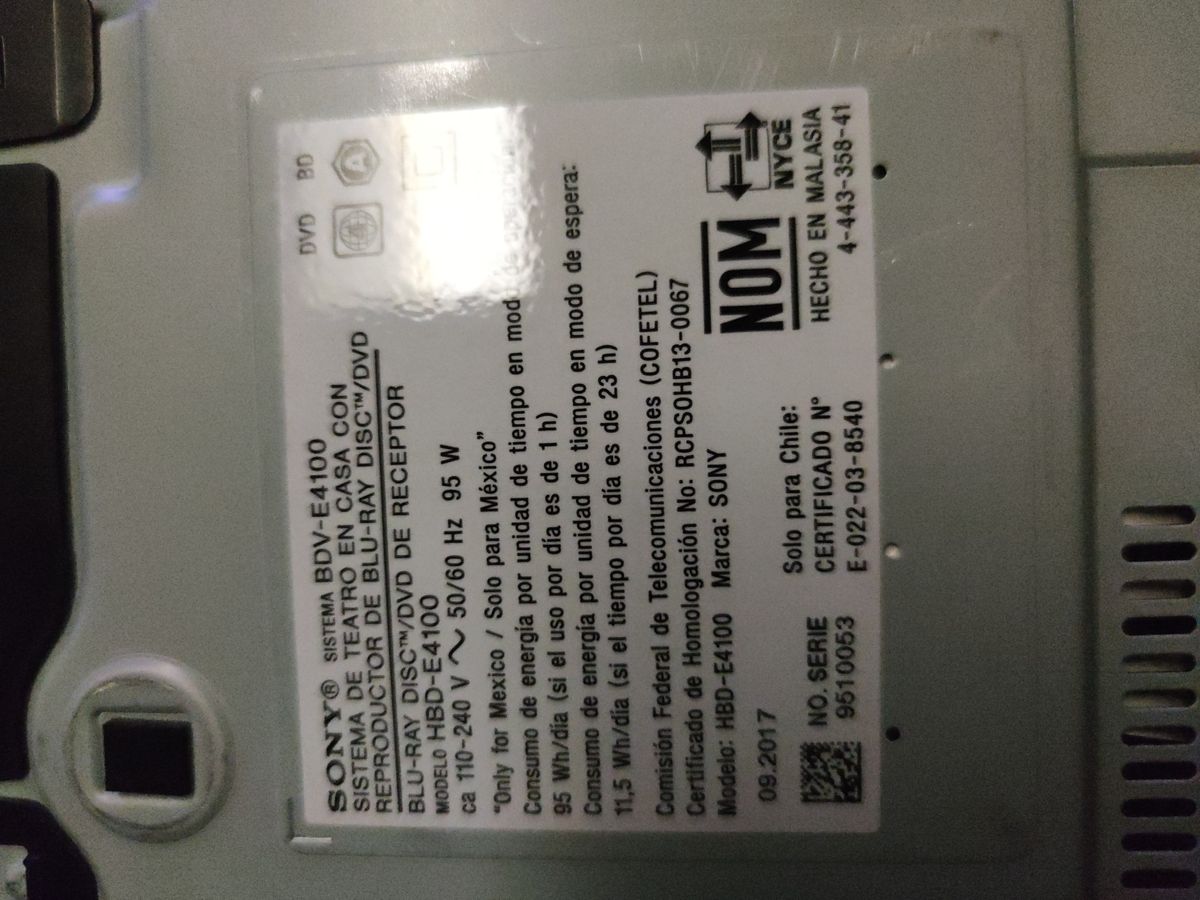 SONY® SISTEMA BDV-E4100
SISTEMA DE TEATRO EN CASA CON
REPRODUCTOR DE BLU-RAY DISC™/DVD
BLU-RAY DISC™/DVD DE RECEPTOR
MODELO HBD-E4100
ca 110-240 V ~ 50/60 Hz 95 W
DVD BD
A
"Only for Mexico / Solo para México"
Consumo de energía por unidad de tiempo en modo de operación:
95 Wh/día (si el uso por día es de 1 h)
Consumo de energía por unidad de tiempo en modo de espera:
11,5 Wh/día (si el tiempo por día es de 23 h)
Comisión Federal de Telecomunicaciones (COFETEL)
Certificado de Homologación No: RCPSOHB13-0067
Modelo: HBD-E4100 Marca: SONY
09.2017
NO. SERIE
9510053
Solo para Chile:
CERTIFICADO N°
E-022-03-8540
NOM
NYCE
HECHO EN MALASIA
4-443-358-41